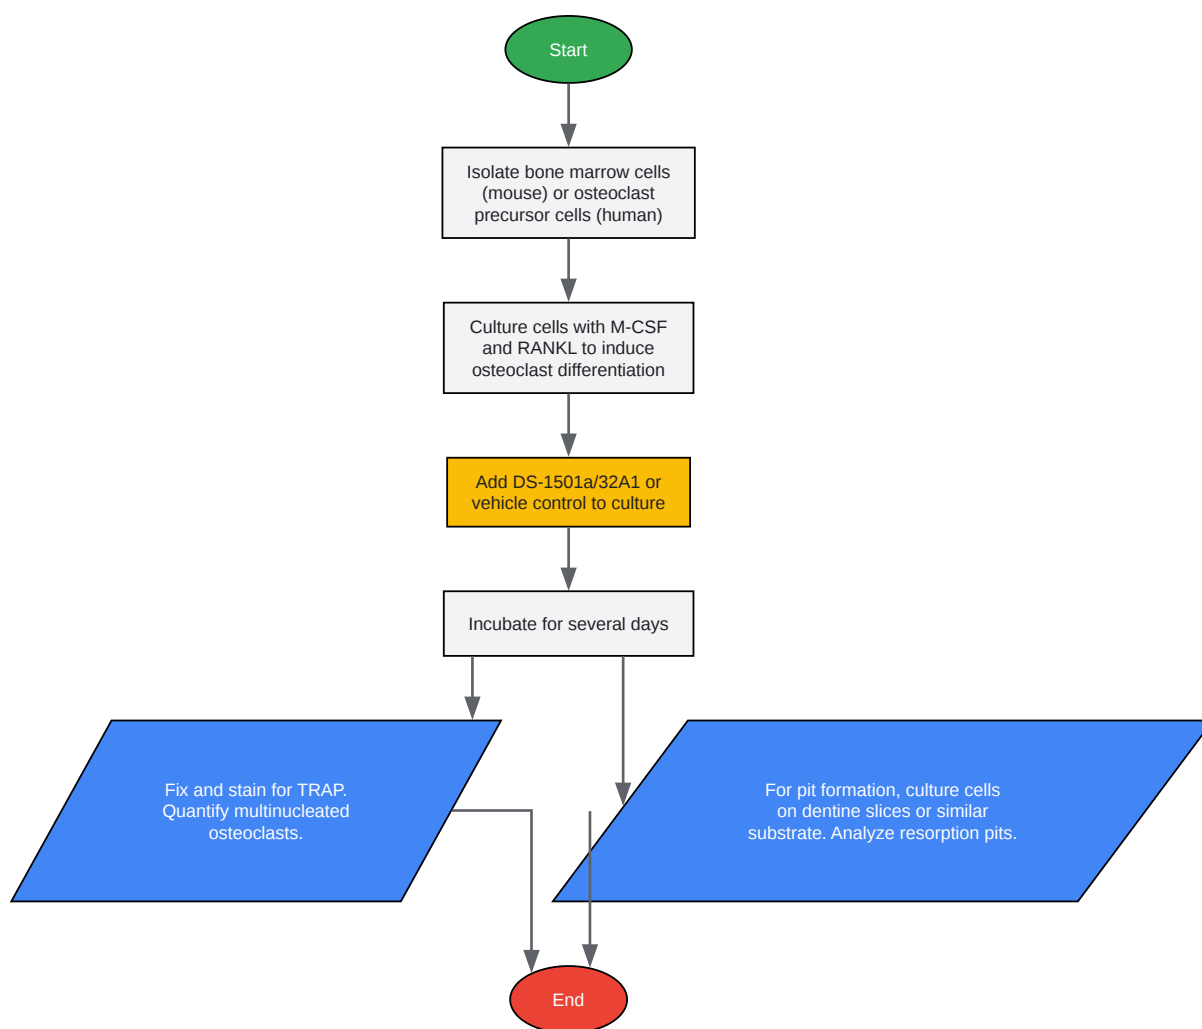 Start
Isolate bone marrow cells
(mouse) or osteoclast
precursor cells (human)
Culture cells with M-CSF
and RANKL to induce
osteoclast differentiation
Add DS-1501a/32A1 or
vehicle control to culture
Incubate for several days
Fix and stain for TRAP.
Quantify multinucleated
osteoclasts.
For pit formation, culture cells
on dentine slices or similar
substrate. Analyze resorption pits.
End